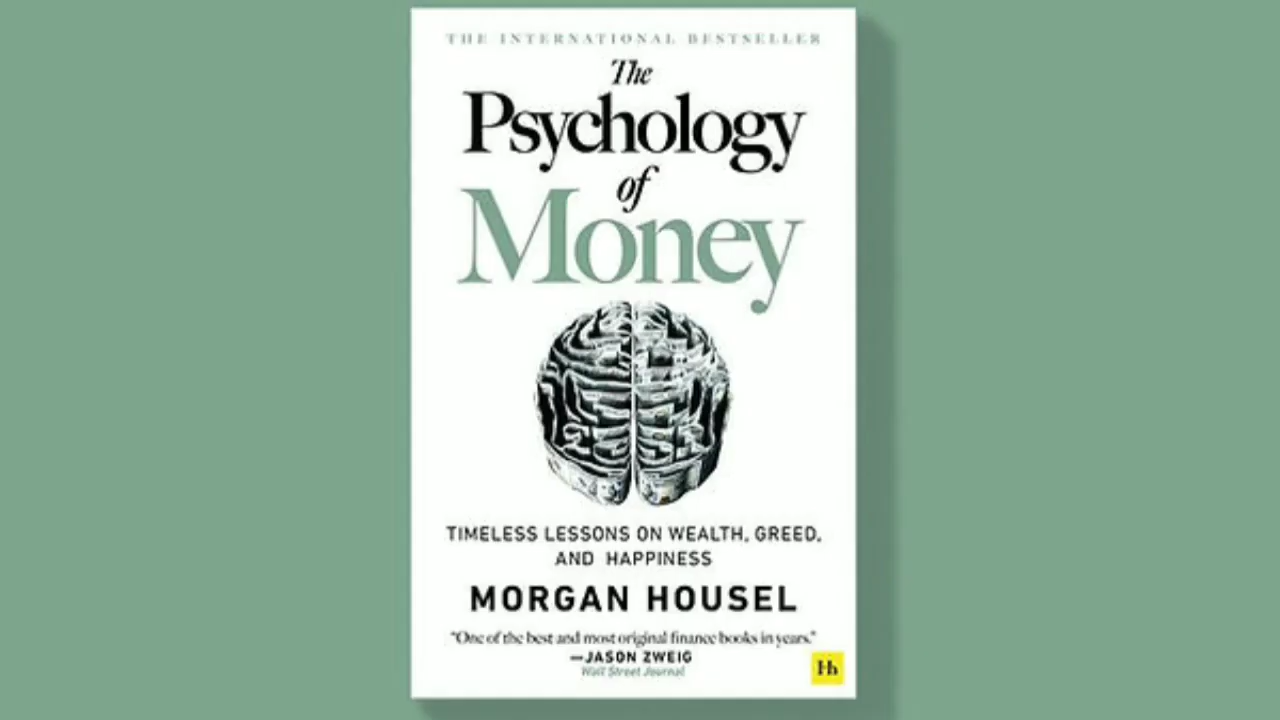 THE INTERNATIONAL BESTSELLER
The
Psychology
of
Money
TIMELESS LESSONS ON WEALTH, GREED,
AND HAPPINESS
MORGAN HOUSEL
“One of the best and most original finance books in years.”
—JASON ZWEIG
Wall Street Journal
Hh